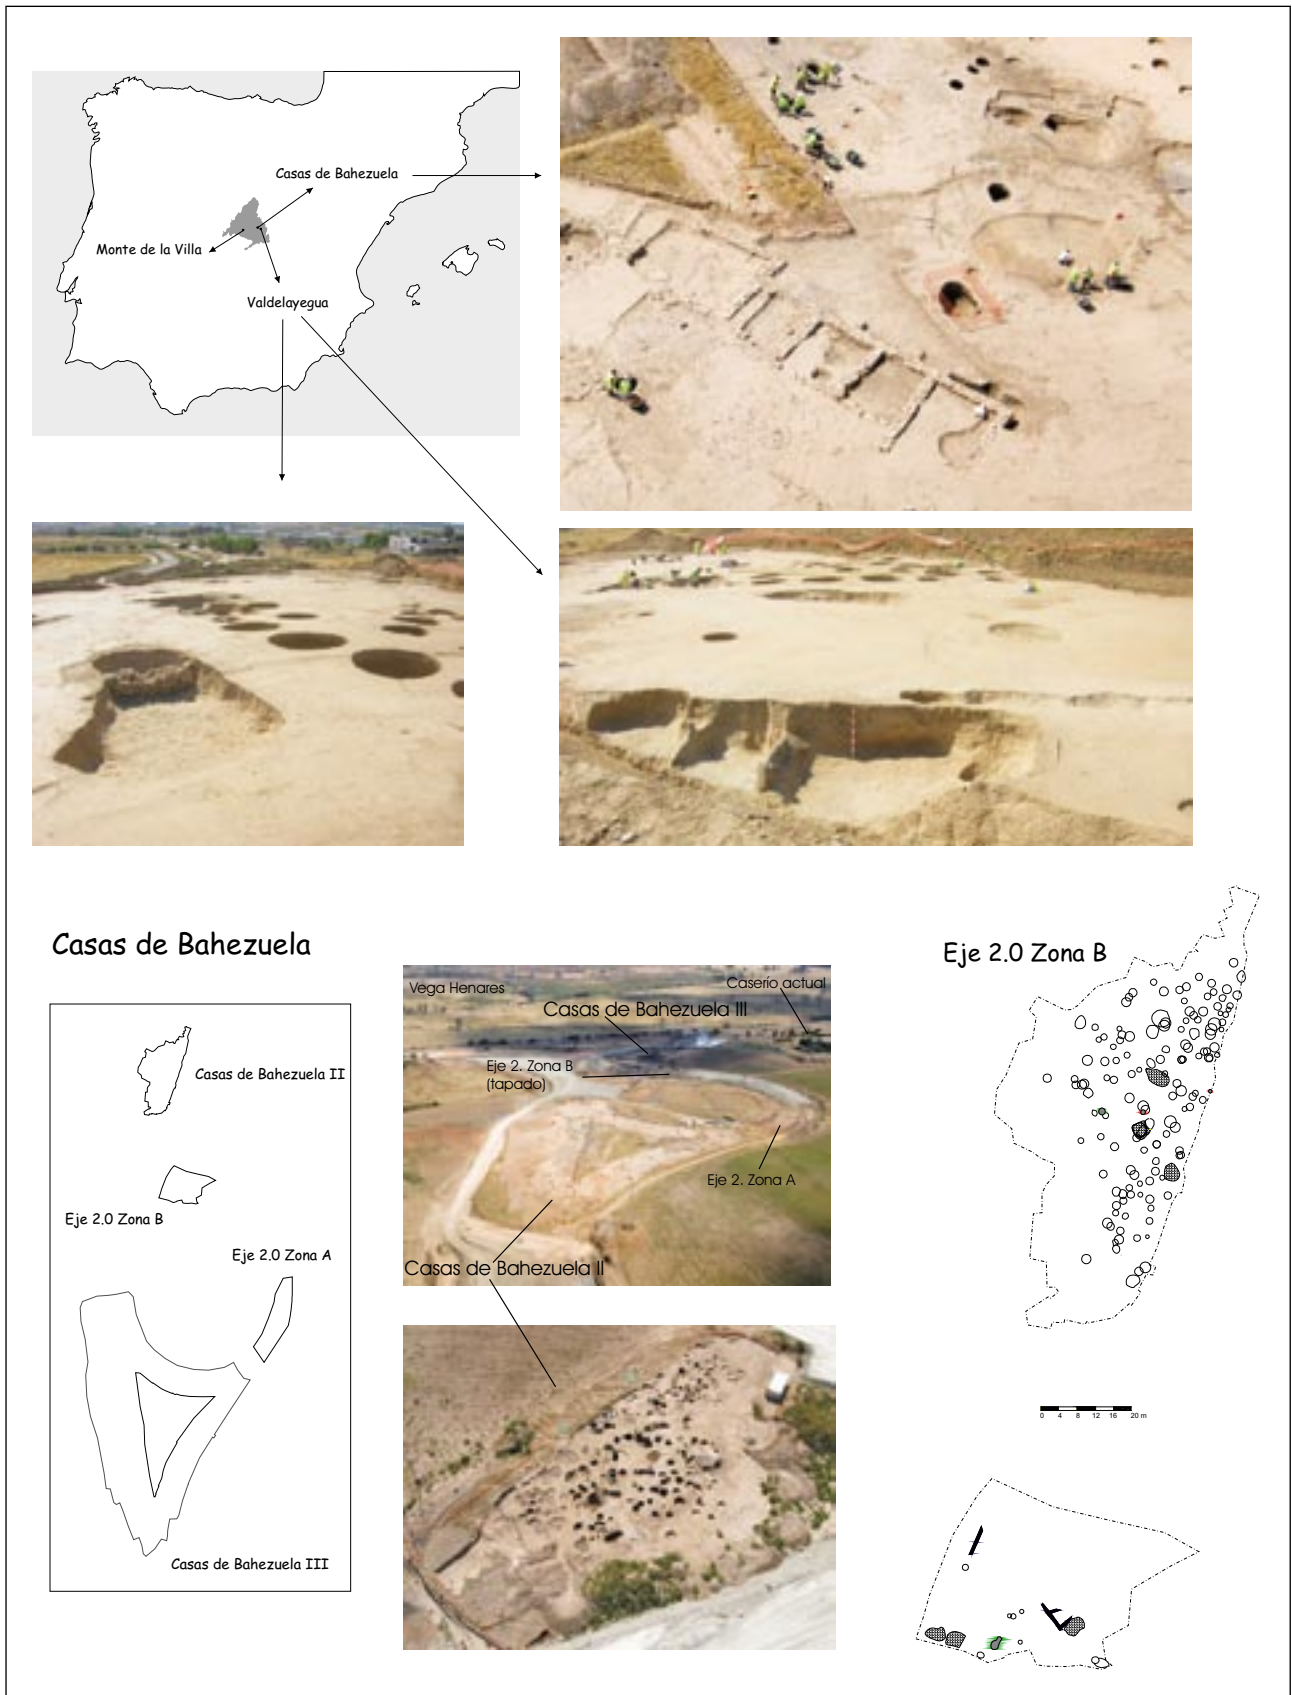 Casas de Bahezuela
Monte de la Villa
Valdelayegua
Casas de Bahezuela
Casas de Bahezuela II
Eje 2.0 Zona B
Eje 2.0 Zona A
Casas de Bahezuela III
Vega Henares
Caserío actual
Casas de Bahezuela III
Eje 2. Zona B
(tapado)
Eje 2. Zona A
Casas de Bahezuela II
Eje 2.0 Zona B
0 4 8 12 16 20 m